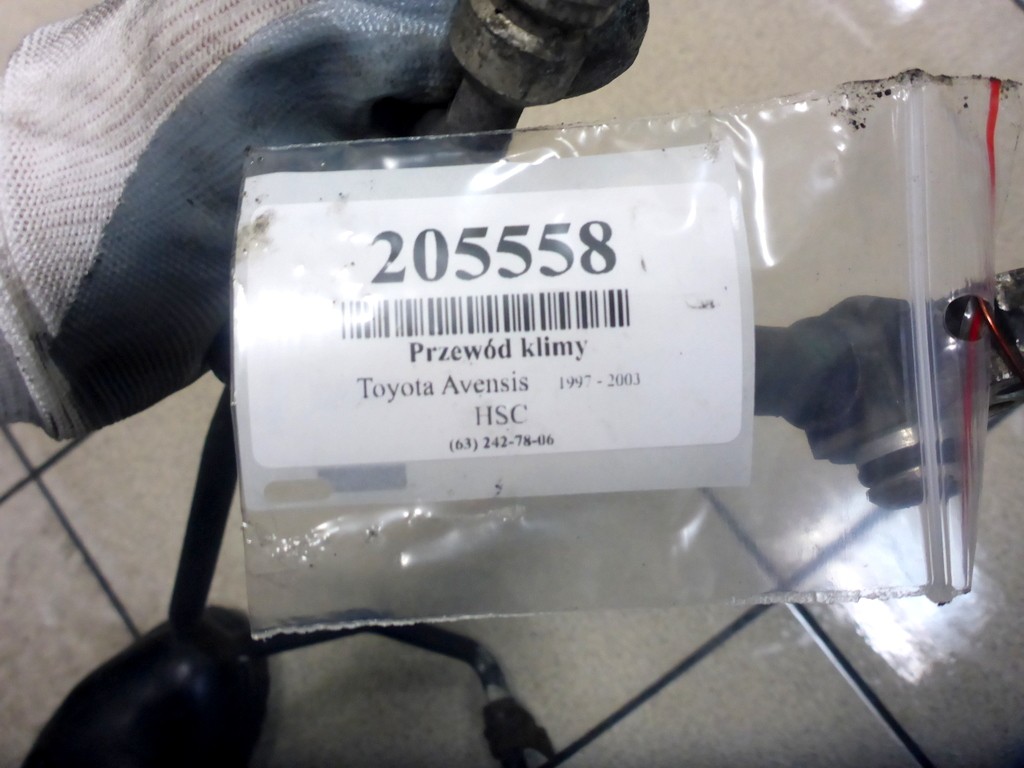 205558
Przewód klimy
Toyota Avensis 1997 - 2003
HSC
(63) 242-78-06